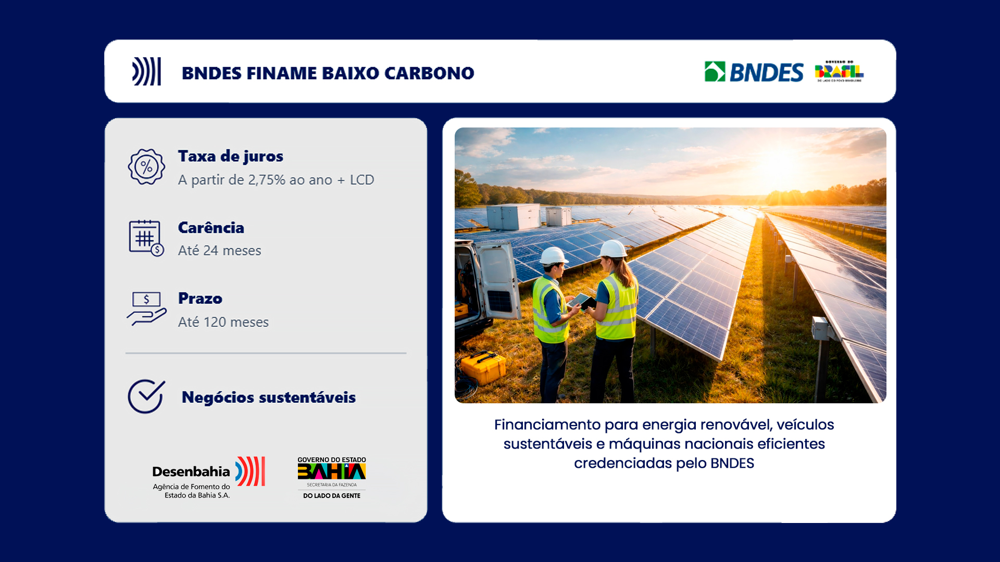 BNDES FINAME BAIXO CARBONO
BNDES
GOVERNO DO
BRASIL
DO LADO DO POVO BRASILEIRO
Taxa de juros
A partir de 2,75% ao ano + LCD
Carência
Até 24 meses
Prazo
Até 120 meses
Negócios sustentáveis
Desenbahia
Agência de Fomento do
Estado da Bahia S.A.
GOVERNO DO ESTADO
BAHIA
SECRETARIA DA FAZENDA
DO LADO DA GENTE
Financiamento para energia renovável, veículos
sustentáveis e máquinas nacionais eficientes
credenciadas pelo BNDES